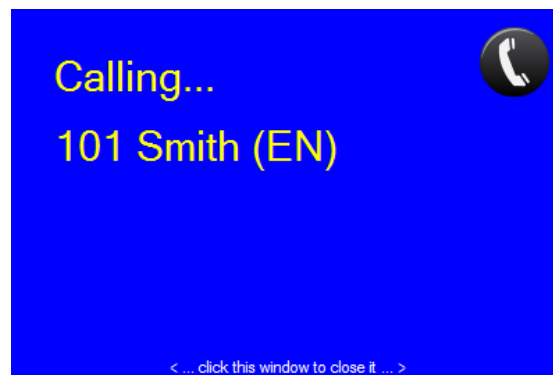 Calling...
101 Smith (EN)
< ... click this window to close it ... >